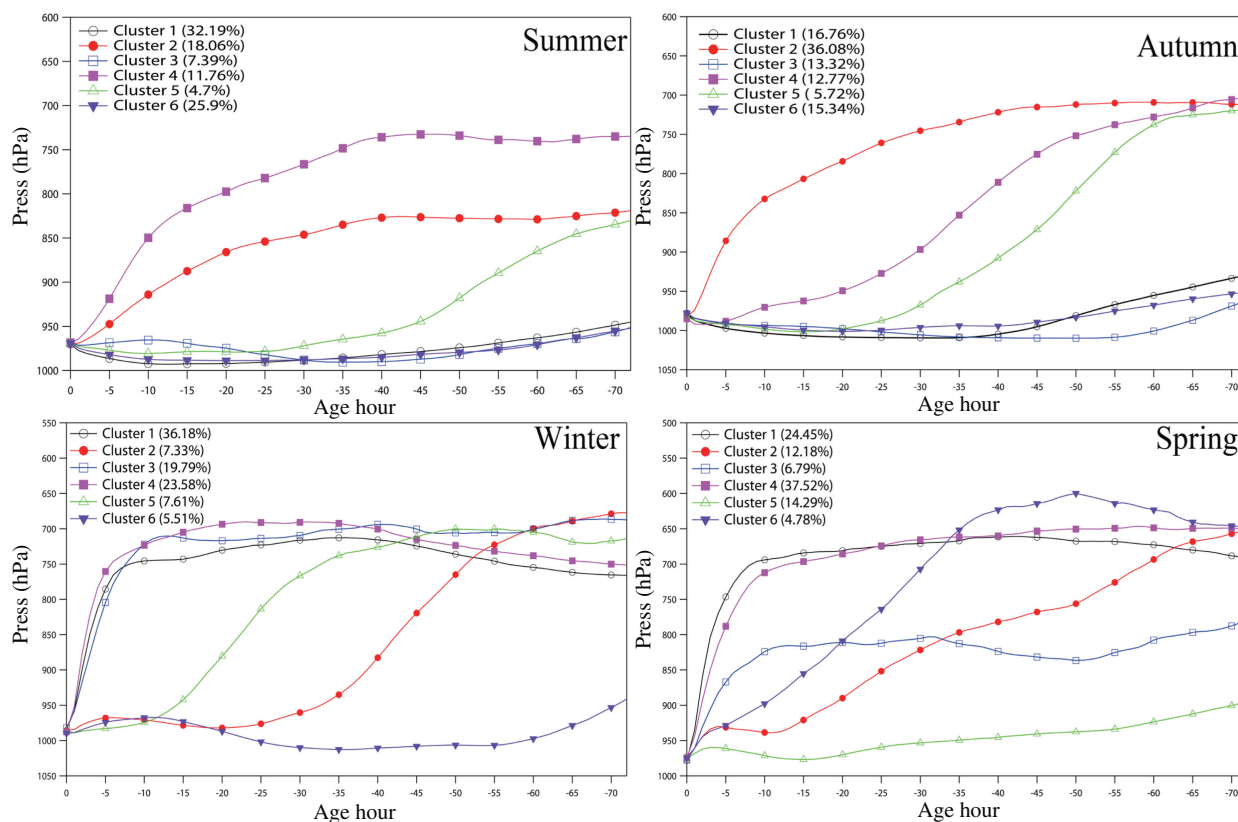 Summer
Cluster 1 (32.19%)
Cluster 2 (18.06%)
Cluster 3 (7.39%)
Cluster 4 (11.76%)
Cluster 5 (4.7%)
Cluster 6 (25.9%)
Press (hPa)
600
650
700
750
800
850
900
950
1000
0 -5 -10 -15 -20 -25 -30 -35 -40 -45 -50 -55 -60 -65 -70
Age hour
Autumn
Cluster 1 (16.76%)
Cluster 2 (36.08%)
Cluster 3 (13.32%)
Cluster 4 (12.77%)
Cluster 5 ( 5.72%)
Cluster 6 (15.34%)
Press (hPa)
600
650
700
750
800
850
900
950
1000
1050
0 -5 -10 -15 -20 -25 -30 -35 -40 -45 -50 -55 -60 -65 -70
Age hour
Winter
Cluster 1 (36.18%)
Cluster 2 (7.33%)
Cluster 3 (19.79%)
Cluster 4 (23.58%)
Cluster 5 (7.61%)
Cluster 6 (5.51%)
Press (hPa)
550
600
650
700
750
800
850
900
950
1000
1050
0 -5 -15 -15 -20 -25 -30 -35 -40 -45 -50 -55 -60 -65 -70
Age hour
Spring
Cluster 1 (24.45%)
Cluster 2 (12.18%)
Cluster 3 (6.79%)
Cluster 4 (37.52%)
Cluster 5 (14.29%)
Cluster 6 (4.78%)
Press (hPa)
500
550
600
650
700
750
800
850
900
950
1000
0 -5 -10 -15 -20 -25 -30 -35 -40 -45 -50 -55 -60 -65 -70
Age hour